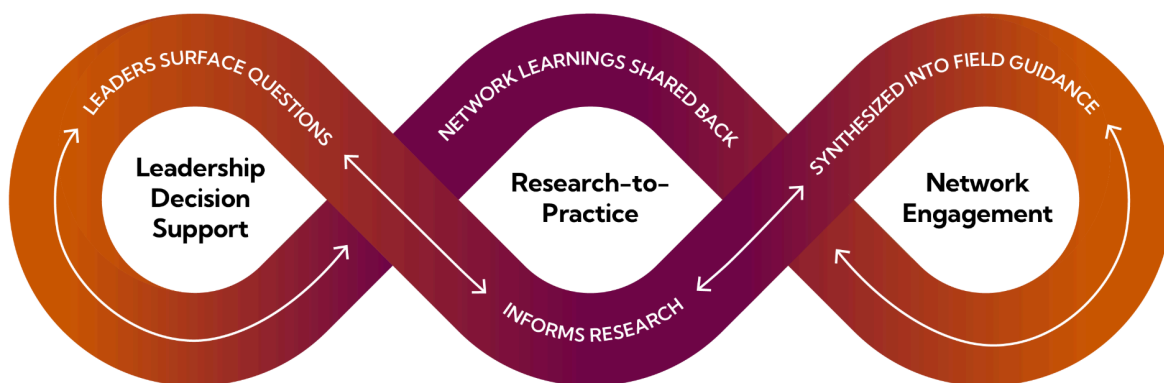 LEADERS SURFACE QUESTIONS
NETWORK LEARNINGS SHARED BACK
SYNTHESIZED INTO FIELD GUIDANCE
Leadership
Decision
Support
Research-to-
Practice
Network
Engagement
INFORMS RESEARCH